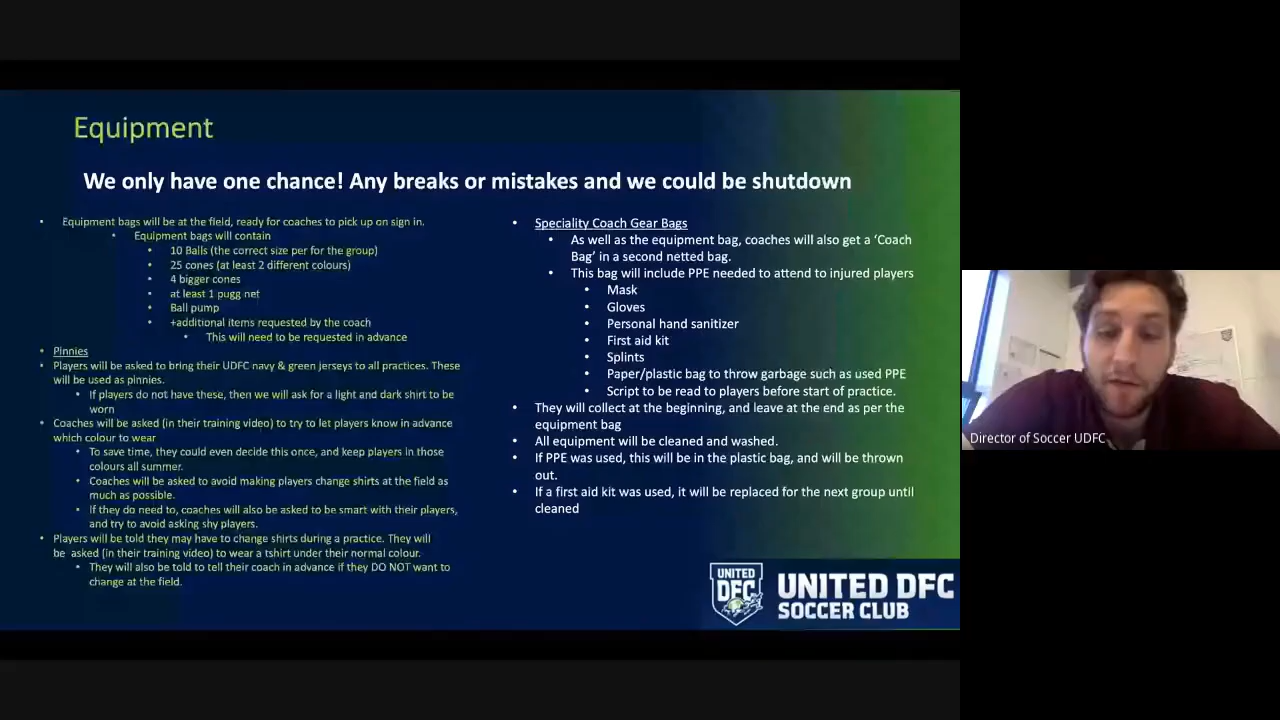 Equipment
We only have one chance! Any breaks or mistakes and we could be shutdown
Equipment bags will be at the field, ready for coaches to pick up on sign in.
Equipment bags will contain
10 Balls (the correct size per for the group)
25 cones (at least 2 different colours)
4 bigger cones
at least 1 pugg net
Ball pump
+additional items requested by the coach
This will need to be requested in advance
Pinnies
Players will be asked to bring their UDFC navy & green jerseys to all practices. These
will be used as pinnies.
If players do not have these, then we will ask for a light and dark shirt to be
worn
Coaches will be asked (in their training video) to try to let players know in advance
which colour to wear
To save time, they could even decide this once, and keep players in those
colours all summer.
Coaches will be asked to avoid making players change shirts at the field as
much as possible.
If they do need to, coaches will also be asked to be smart with their players,
and try to avoid asking shy players.
Players will be told they may have to change shirts during a practice. They will
be asked (in their training video) to wear a tshirt under their normal colour.
They will also be told to tell their coach in advance if they DO NOT want to
change at the field.
Speciality Coach Gear Bags
As well as the equipment bag, coaches will also get a 'Coach
Bag' in a second netted bag.
This bag will include PPE needed to attend to injured players
Mask
Gloves
Personal hand sanitizer
First aid kit
Splints
Paper/plastic bag to throw garbage such as used PPE
Script to be read to players before start of practice.
They will collect at the beginning, and leave at the end as per the
equipment bag
All equipment will be cleaned and washed.
If PPE was used, this will be in the plastic bag, and will be thrown
out.
If a first aid kit was used, it will be replaced for the next group until
cleaned
UNITED
DFC
UNITED DFC
SOCCER CLUB
Director of Soccer UDFC